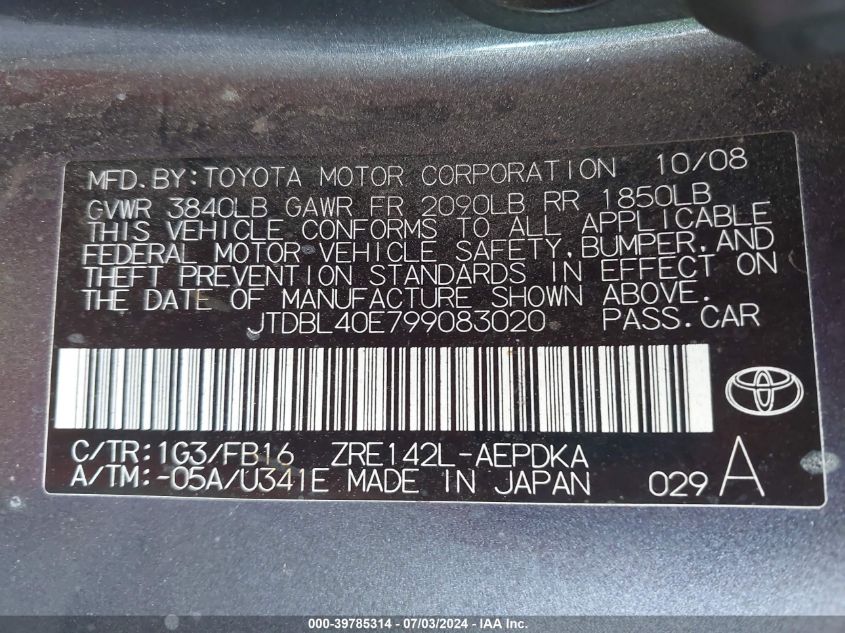 MFD.BY:TOYOTA MOTOR CORPORATION 10/08
GVWR 3840LB GAWR FR 2090LB RR 1850LB
THIS VEHICLE CONFORMS TO ALL APPLICABLE
FEDERAL MOTOR VEHICLE SAFETY,BUMPER,AND
THEFT PREVENTION STANDARDS IN EFFECT ON
THE DATE OF MANUFACTURE SHOWN ABOVE.
JTDBL40E799083020 PASS.CAR
C/TR:1G3/FB16 ZRE142L-AEPDKA
A/TM:-05A/U341E MADE IN JAPAN 029 A
000-39785314 - 07/03/2024 - IAA Inc.